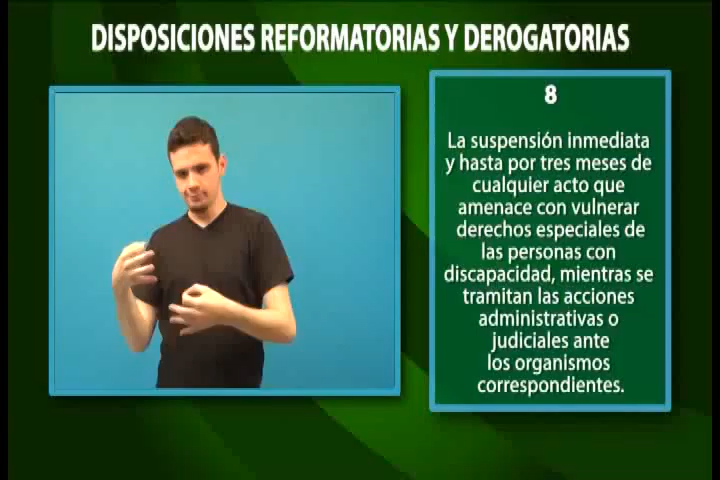 DISPOSICIONES REFORMATORIAS Y DEROGATORIAS
8
La suspensión inmediata
y hasta por tres meses de
cualquier acto que
amenace con vulnerar
derechos especiales de
las personas con
discapacidad, mientras se
tramitan las acciones
administrativas o
judiciales ante
los organismos
correspondientes.